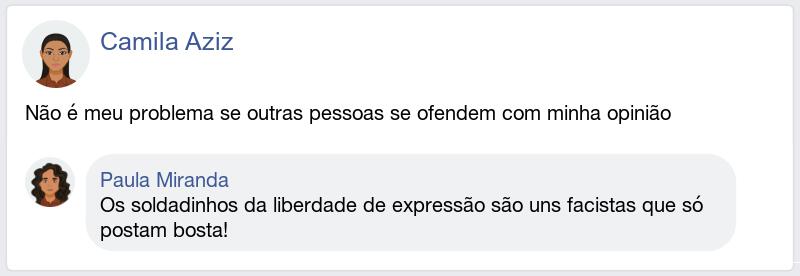 Camila Aziz
Não é meu problema se outras pessoas se ofendem com minha opinião
Paula Miranda
Os soldadinhos da liberdade de expressão são uns facistas que só
postam bosta!